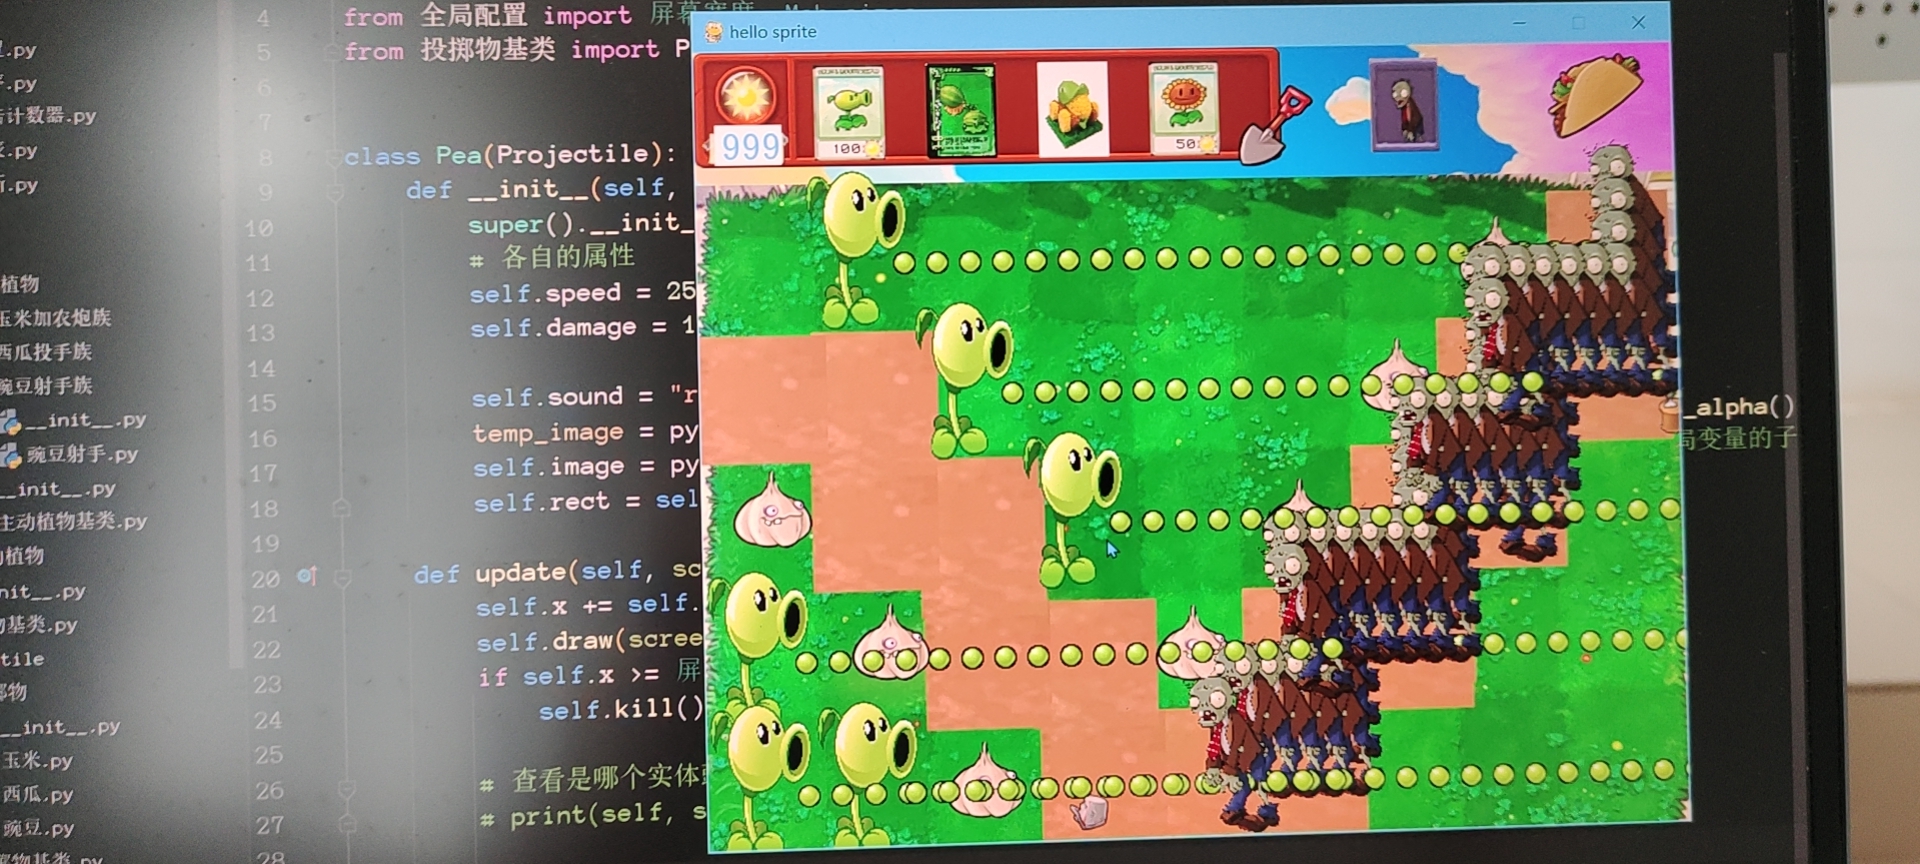 .py
.py
计数器.py
.py
.py
植物
玉米加农炮族
西瓜投手族
豌豆射手族
__init__.py
豌豆射手.py
__init__.py
主动植物基类.py
植物
nit__.py
物基类.py
tile
__init__.py
玉米.py
西瓜.py
豌豆.py
物基类.py
4 from 全局配置 import 屏幕宽度,
5 from 投掷物基类 import P
6
7
8 class Pea(Projectile):
9 def __init__(self,
10 super().__init_
11 # 各自的属性
12 self.speed = 25
13 self.damage = 1
14
15 self.sound = "r
16 temp_image = py
17 self.image = py
18 self.rect = sel
19
20 def update(self, sc
21 self.x += self.
22 self.draw(scree
23 if self.x >= 屏
24 self.kill()
25
26 # 查看是哪个实体
27 # print(self, s
28
_alpha()
局变量的子
hello sprite
999
100
50